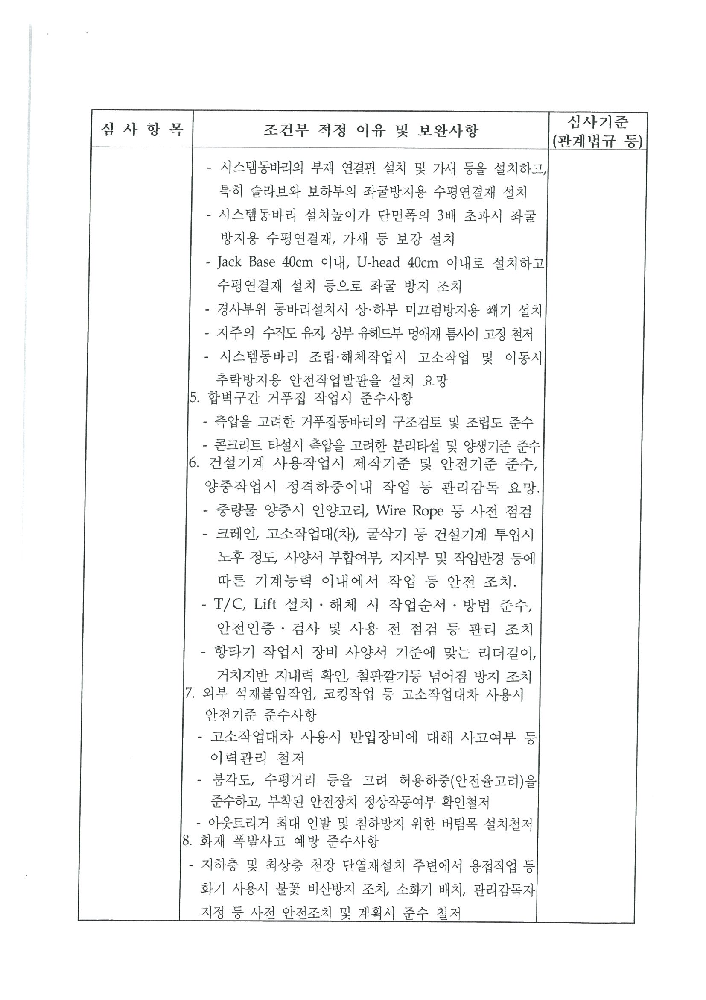 심 사 항 목
조건부 적정 이유 및 보완사항
심사기준
(관계법규 등)
- 시스템동바리의 부재 연결핀 설치 및 가새 등을 설치하고,
특히 슬라브와 보하부의 좌굴방지용 수평연결재 설치
- 시스템동바리 설치높이가 단면폭의 3배 초과시 좌굴
방지용 수평연결재, 가새 등 보강 설치
- Jack Base 40cm 이내, U-head 40cm 이내로 설치하고
수평연결재 설치 등으로 좌굴 방지 조치
- 경사부위 동바리설치시 상·하부 미끄럼방지용 쐐기 설치
- 지주의 수직도 유지, 상부 유헤드부 멍애재 틈사이 고정 철저
- 시스템동바리 조립·해체작업시 고소작업 및 이동시
추락방지용 안전작업발판을 설치 요망
5. 합벽구간 거푸집 작업시 준수사항
- 측압을 고려한 거푸집동바리의 구조검토 및 조립도 준수
- 콘크리트 타설시 측압을 고려한 분리타설 및 양생기준 준수
6. 건설기계 사용작업시 제작기준 및 안전기준 준수,
양중작업시 정격하중이내 작업 등 관리감독 요망.
- 중량물 양중시 인양고리, Wire Rope 등 사전 점검
- 크레인, 고소작업대(차), 굴삭기 등 건설기계 투입시
노후 정도, 사양서 부합여부, 지지부 및 작업반경 등에
따른 기계능력 이내에서 작업 등 안전 조치.
- T/C, Lift 설치 · 해체 시 작업순서 · 방법 준수,
안전인증 · 검사 및 사용 전 점검 등 관리 조치
- 항타기 작업시 장비 사양서 기준에 맞는 리더길이,
거치지반 지내력 확인, 철판깔기등 넘어짐 방지 조치
7. 외부 석재붙임작업, 코킹작업 등 고소작업대차 사용시
안전기준 준수사항
- 고소작업대차 사용시 반입장비에 대해 사고여부 등
이력관리 철저
- 붐각도, 수평거리 등을 고려 허용하중(안전율고려)을
준수하고, 부착된 안전장치 정상작동여부 확인철저
- 아웃트리거 최대 인발 및 침하방지 위한 버팀목 설치철저
8. 화재 폭발사고 예방 준수사항
- 지하층 및 최상층 천장 단열재설치 주변에서 용접작업 등
화기 사용시 불꽃 비산방지 조치, 소화기 배치, 관리감독자
지정 등 사전 안전조치 및 계획서 준수 철저